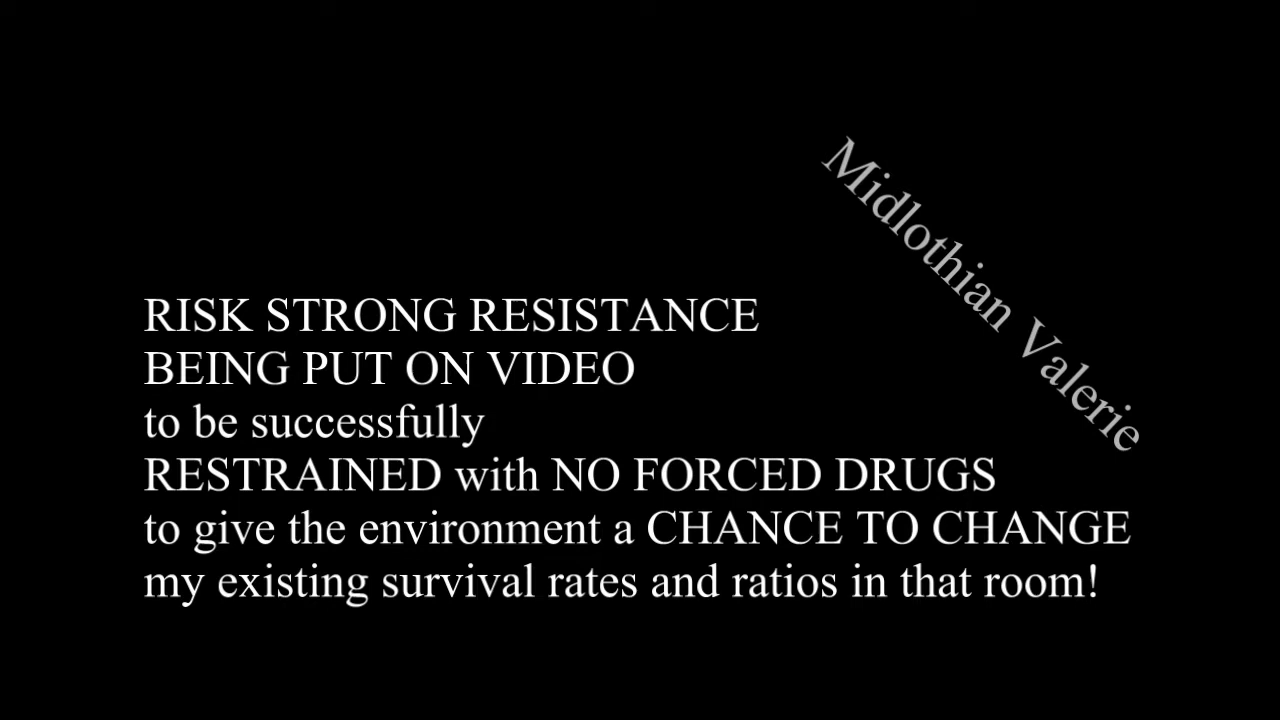 Midlothian Valerie
RISK STRONG RESISTANCE
BEING PUT ON VIDEO
to be successfully
RESTRAINED with NO FORCED DRUGS
to give the environment a CHANCE TO CHANGE
my existing survival rates and ratios in that room!